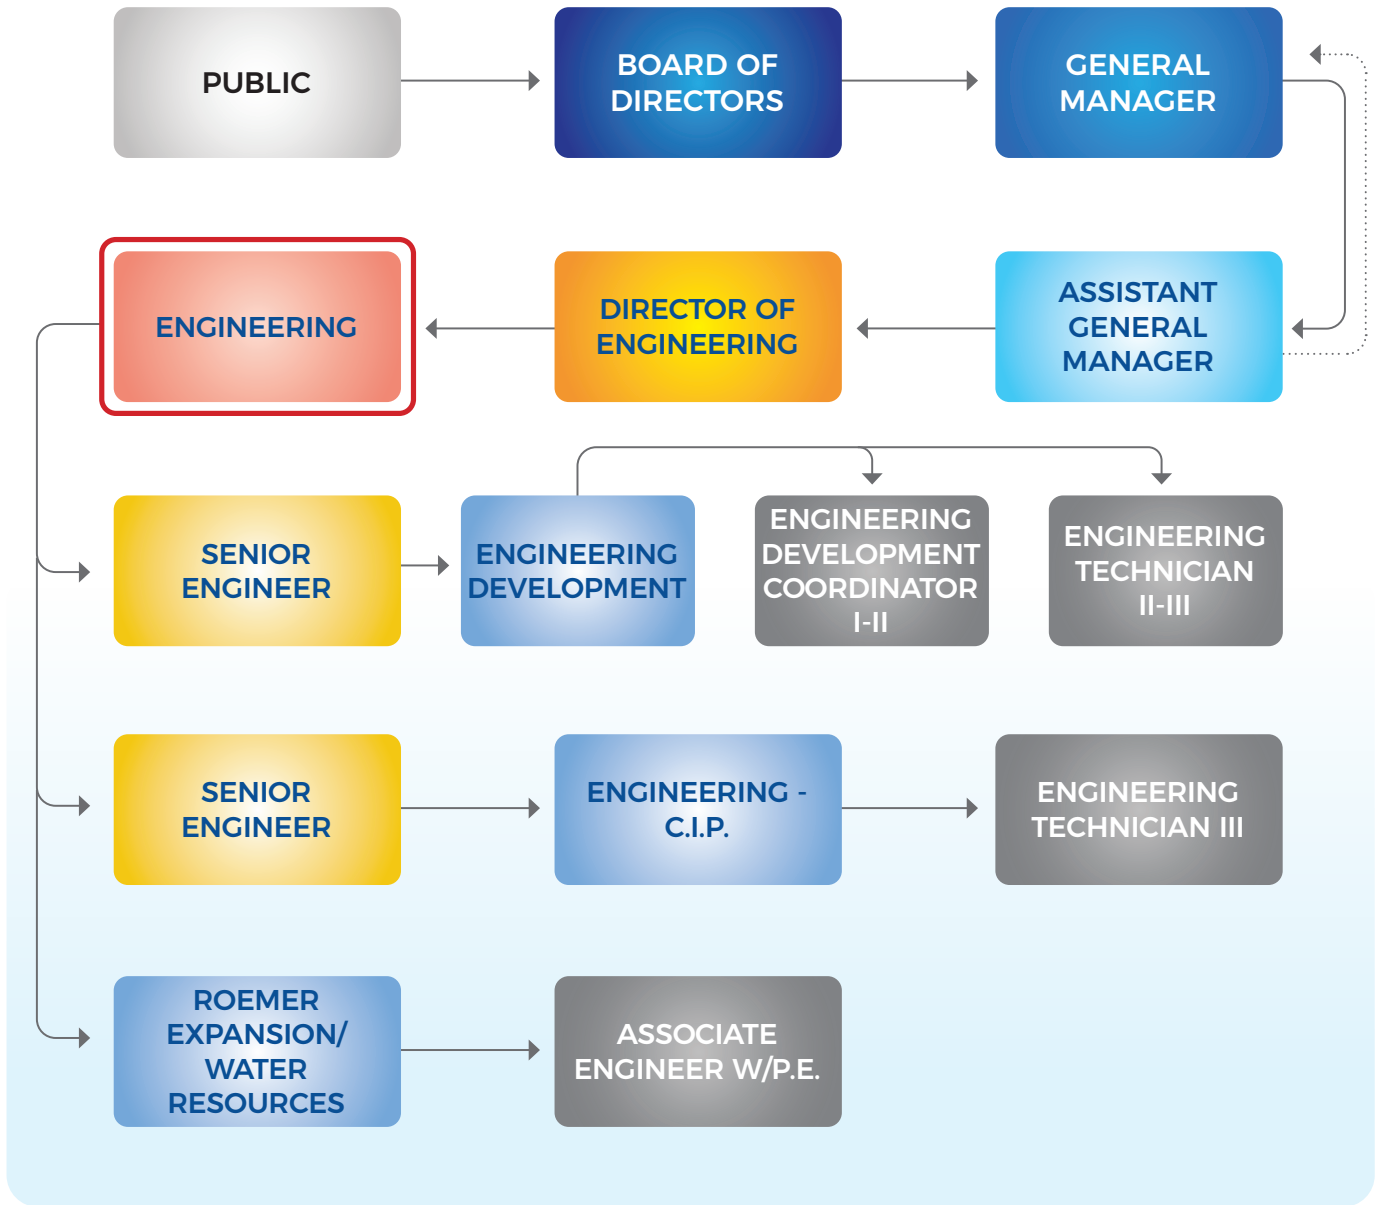 PUBLIC
BOARD OF
DIRECTORS
GENERAL
MANAGER
ENGINEERING
DIRECTOR OF
ENGINEERING
ASSISTANT
GENERAL
MANAGER
SENIOR
ENGINEER
ENGINEERING
DEVELOPMENT
ENGINEERING
DEVELOPMENT
COORDINATOR
I-II
ENGINEERING
TECHNICIAN
II-III
SENIOR
ENGINEER
ENGINEERING -
C.I.P.
ENGINEERING
TECHNICIAN III
ROEMER
EXPANSION/
WATER
RESOURCES
ASSOCIATE
ENGINEER W/P.E.